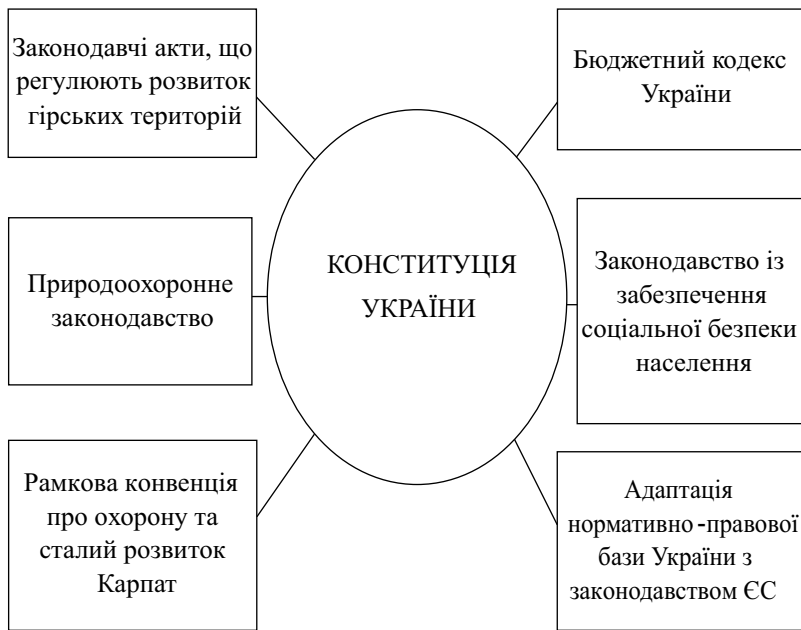 Законодавчі акти, що
регулюють розвиток
гірських територій
Бюджетний кодекс
України
КОНСТИТУЦІЯ
УКРАЇНИ
Природоохоронне
законодавство
Законодавство із
забезпечення
соціальної безпеки
населення
Рамкова конвенція
про охорону та
сталий розвиток
Карпат
Адаптація
нормативно-правової
бази України з
законодавством ЄС